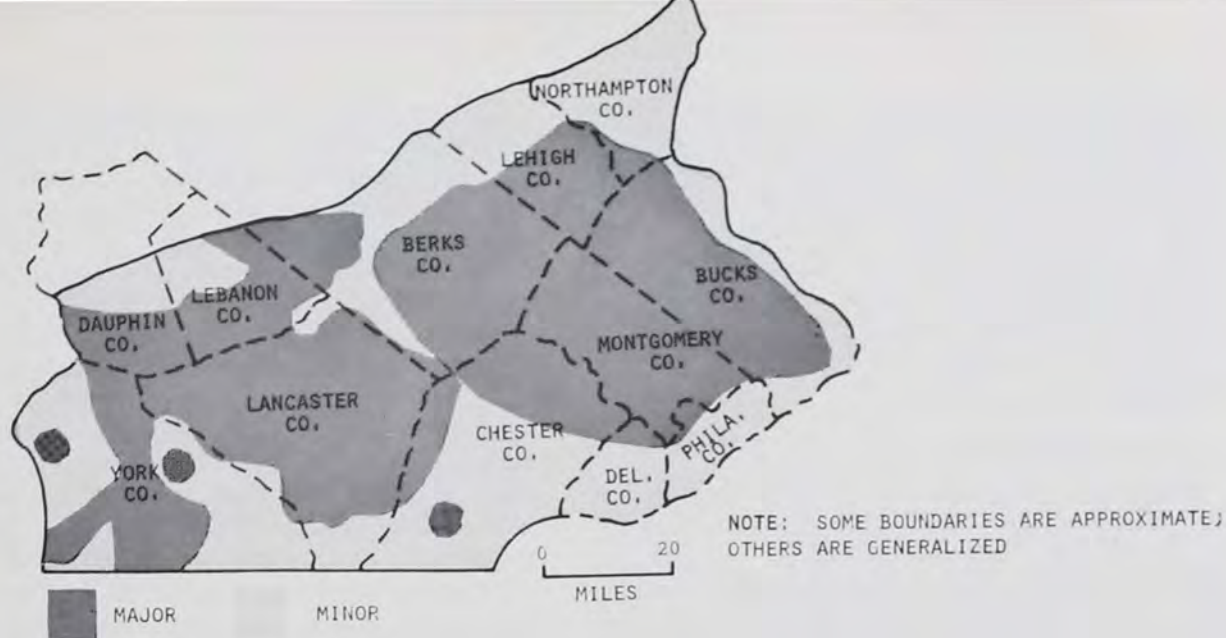 NORTHAMPTON
CO.
LEHIGH
CO.
BERKS
CO.
BUCKS
CO.
LEBANON
CO.
DAUPHIN
CO.
MONTGOMERY
CO.
LANCASTER
CO.
CHESTER
CO.
PHILA.
CO.
YORK
CO.
DEL.
CO.
NOTE: SOME BOUNDARIES ARE APPROXIMATE;
OTHERS ARE GENERALIZED
0 20
MILES
MAJOR MINOR